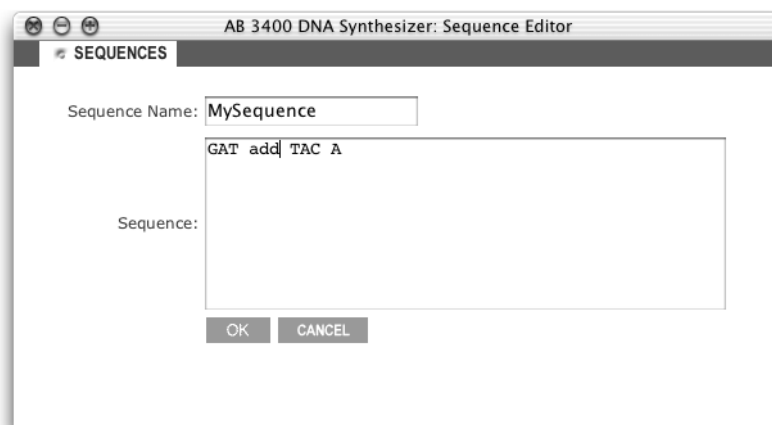 AB 3400 DNA Synthesizer: Sequence Editor
SEQUENCES
Sequence Name: MySequence
GAT add TAC A
Sequence:
OK CANCEL